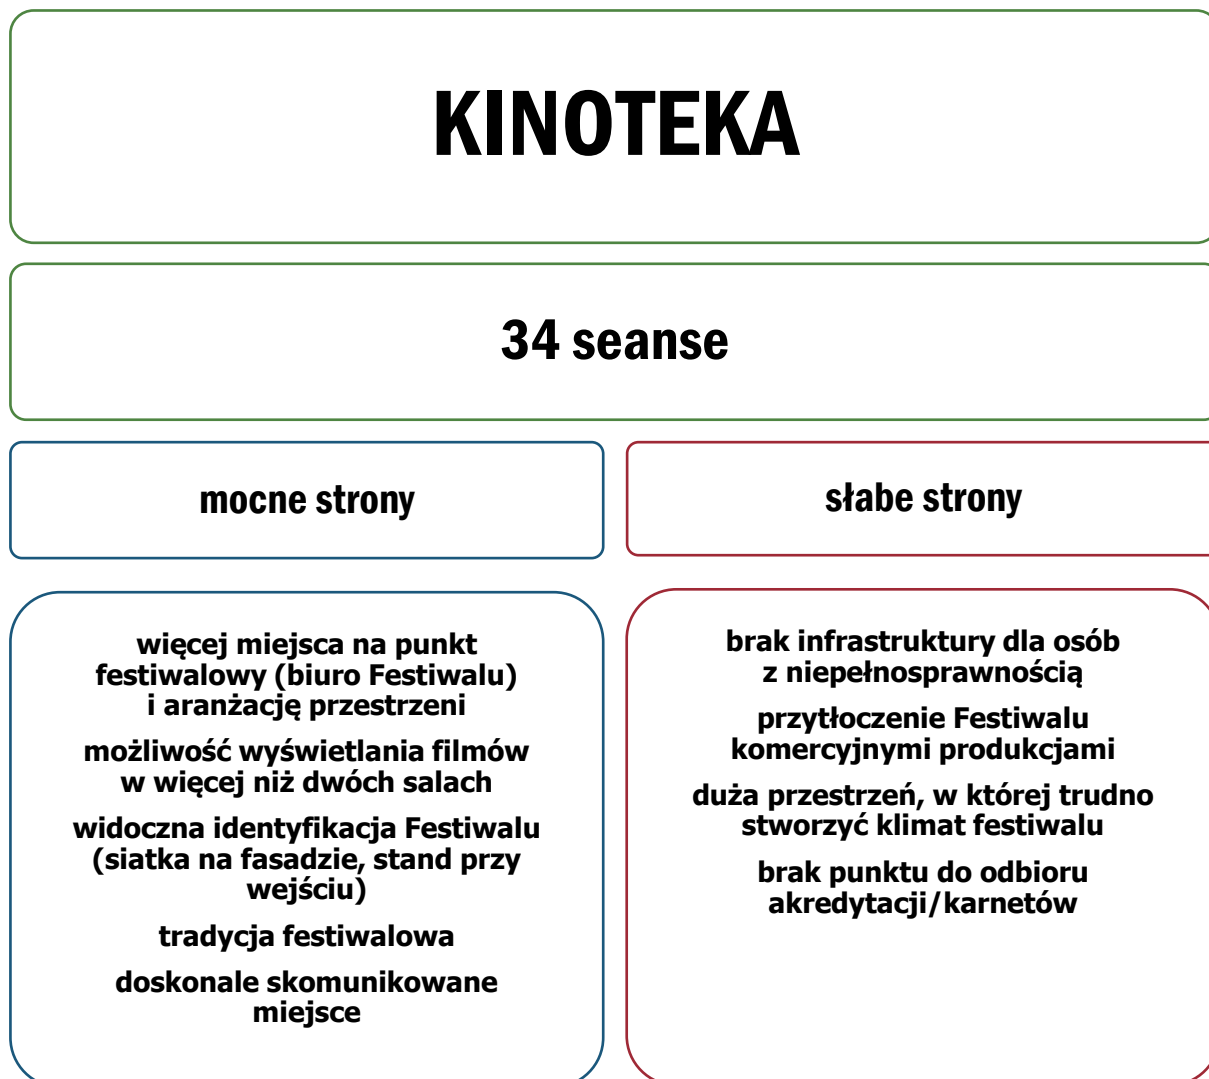 KINOTEKA
34 seanse
mocne strony
słabe strony
więcej miejsca na punkt
festiwalowy (biuro Festiwalu)
i aranżację przestrzeni
możliwość wyświetlania filmów
w więcej niż dwóch salach
widoczna identyfikacja Festiwalu
(siatka na fasadzie, stand przy
wejściu)
tradycja festiwalowa
doskonale skomunikowane
miejsce
brak infrastruktury dla osób
z niepełnosprawnością
przytłoczenie Festiwalu
komercyjnymi produkcjami
duża przestrzeń, w której trudno
stworzyć klimat festiwalu
brak punktu do odbioru
akredytacji/karnetów